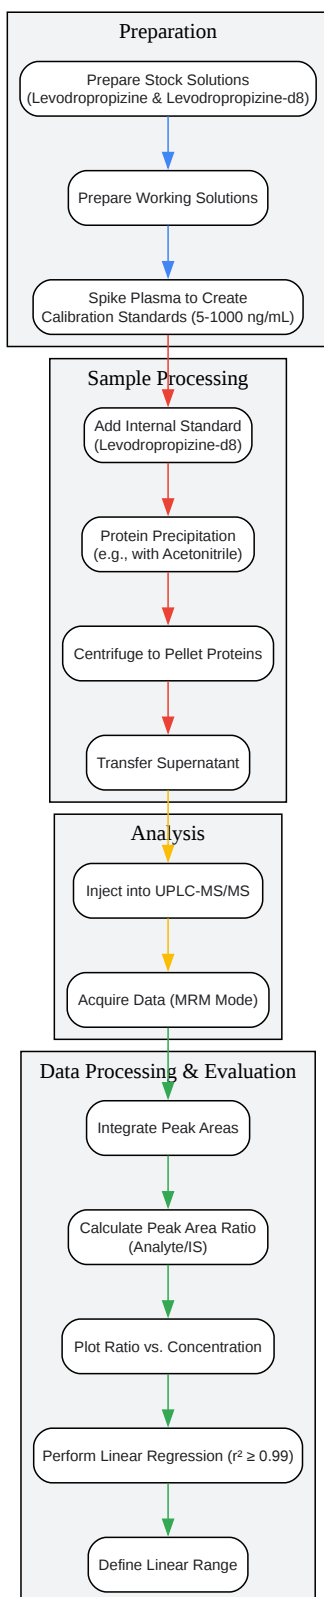 Preparation
Prepare Stock Solutions
(Levodropropizine & Levodropropizine-d8)
Prepare Working Solutions
Spike Plasma to Create
Calibration Standards (5-1000 ng/mL)
Sample Processing
Add Internal Standard
(Levodropropizine-d8)
Protein Precipitation
(e.g., with Acetonitrile)
Centrifuge to Pellet Proteins
Transfer Supernatant
Analysis
Inject into UPLC-MS/MS
Acquire Data (MRM Mode)
Data Processing & Evaluation
Integrate Peak Areas
Calculate Peak Area Ratio
(Analyte/IS)
Plot Ratio vs. Concentration
Perform Linear Regression (r² ≥ 0.99)
Define Linear Range